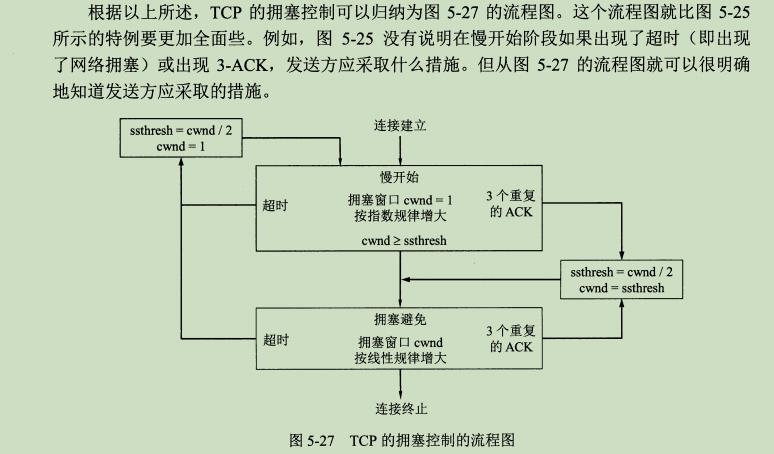 根据以上所述，TCP 的拥塞控制可以归纳为图 5-27 的流程图。这个流程图就比图 5-25
所示的特例要更加全面些。例如，图 5-25 没有说明在慢开始阶段如果出现了超时（即出现
了网络拥塞）或出现 3-ACK，发送方应采取什么措施。但从图 5-27 的流程图就可以很明确
地知道发送方应采取的措施。
ssthresh = cwnd / 2
cwnd = 1
连接建立
慢开始
超时
拥塞窗口 cwnd = 1
按指数规律增大
3 个重复
的 ACK
cwnd ≥ ssthresh
ssthresh = cwnd / 2
cwnd = ssthresh
拥塞避免
超时
拥塞窗口 cwnd
按线性规律增大
3 个重复
的 ACK
连接终止
图 5-27 TCP 的拥塞控制的流程图